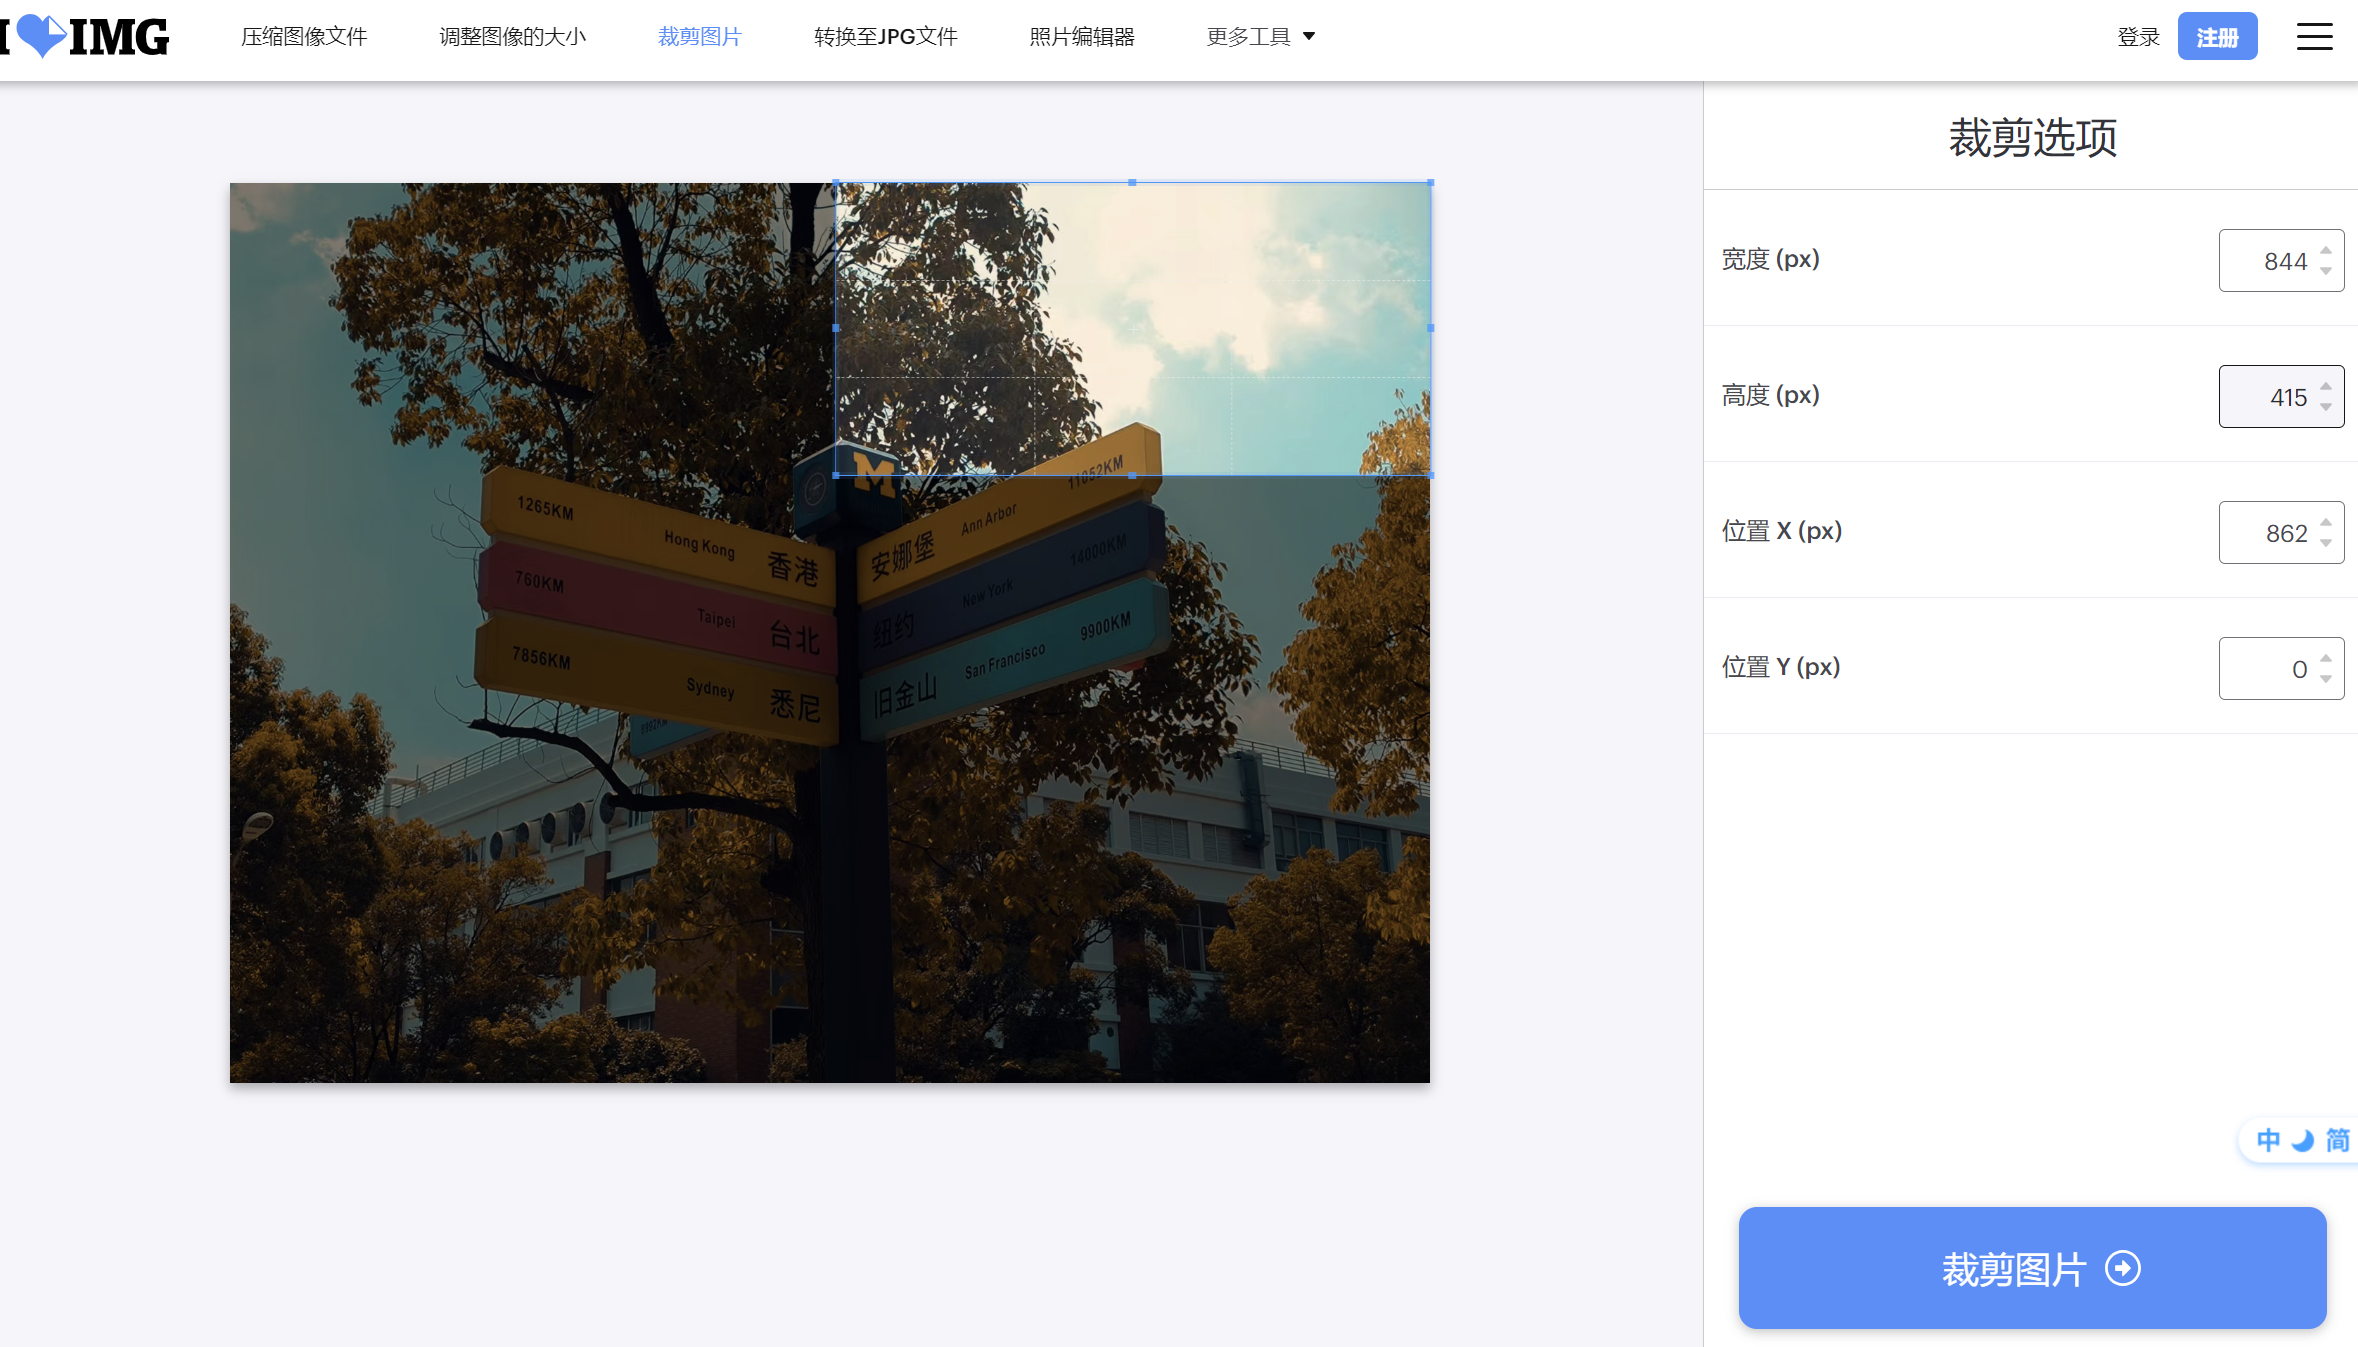 I IMG
压缩图像文件
调整图像的大小
裁剪图片
转换至JPG文件
照片编辑器
更多工具
登录
注册
裁剪选项
宽度 (px)
844
高度 (px)
415
位置 X (px)
862
位置 Y (px)
0
M
1265KM
Hong Kong
香港
760KM
Taipei
台北
7856KM
Sydney
悉尼
安娜堡
Ann Arbor
11052KM
纽约
New York
14000KM
旧金山
San Francisco
9900KM
中
简
裁剪图片